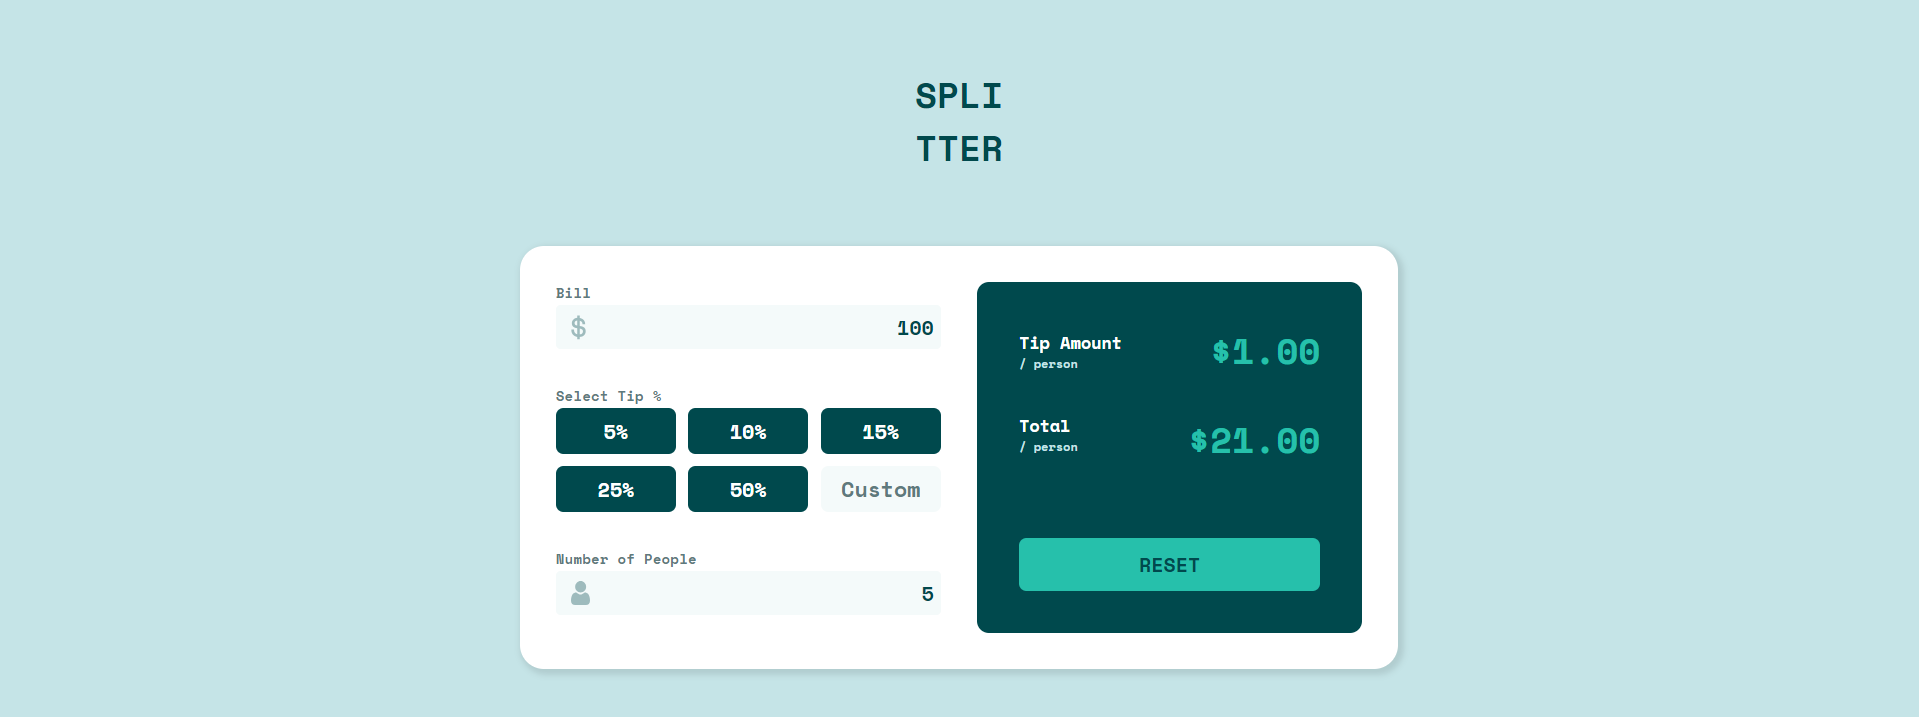 SPLI
TTER
Bill
$ 100
Select Tip %
5% 10% 15%
25% 50% Custom
Number of People
5
Tip Amount
/ person
$1.00
Total
/ person
$21.00
RESET